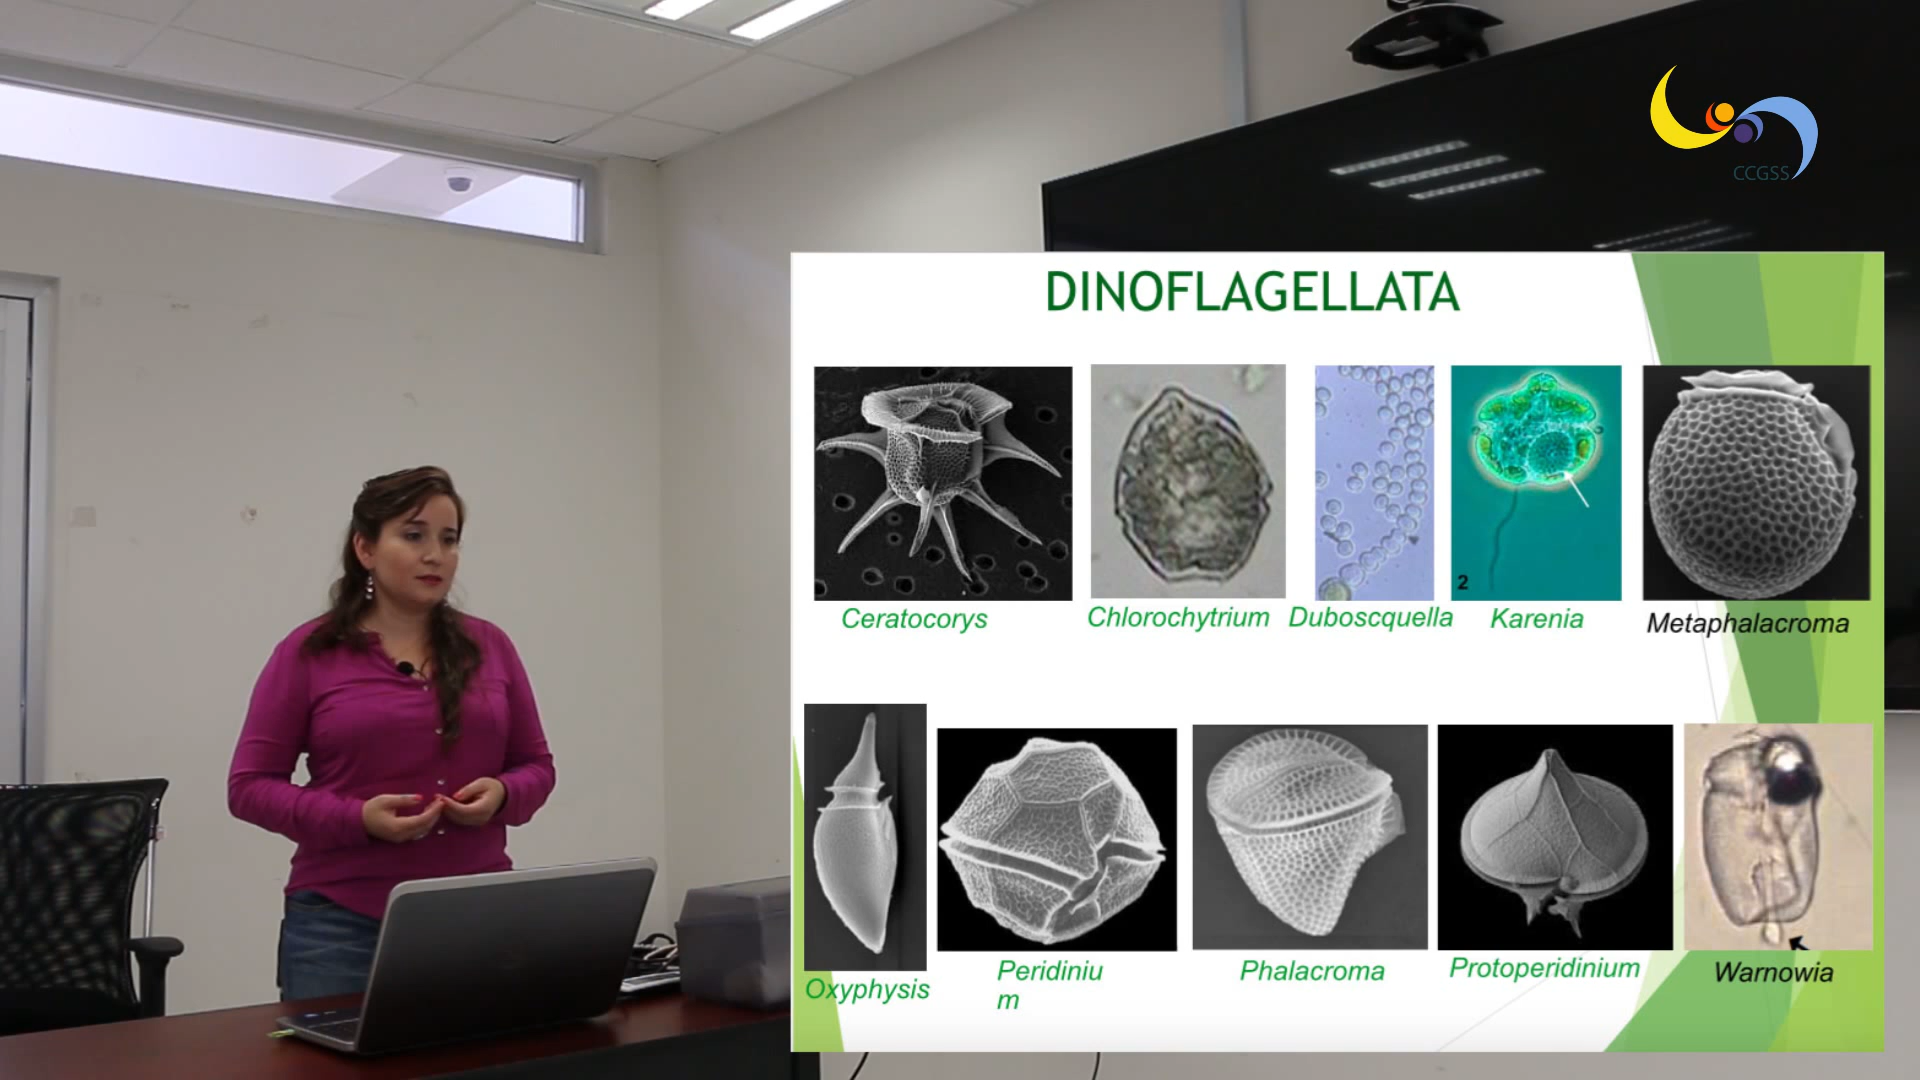 CCGSS
DINOFLAGELLATA
2
Ceratocorys
Chlorochytrium
Duboscquella
Karenia
Metaphalacroma
Oxyphysis
Peridiniu
m
Phalacroma
Protoperidinium
Warnowia